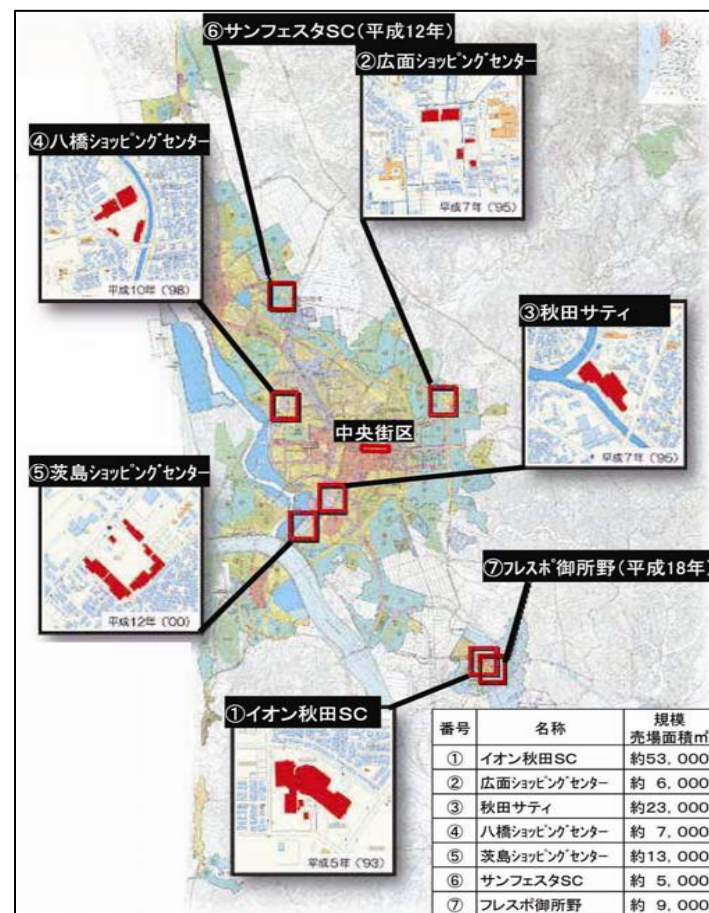 ⑥サンフェスタSC(平成12年)
②広面ショッピングセンター
平成7年('95)
④八橋ショッピングセンター
平成10年('98)
③秋田サティ
平成7年('95)
中央街区
⑤茨島ショッピングセンター
平成12年('00)
⑦フレスポ御所野(平成18年)
①イオン秋田SC
平成5年('93)
番号 名称 規模
売場面積㎡
① イオン秋田SC 約53,000
② 広面ショッピングセンター 約 6,000
③ 秋田サティ 約23,000
④ 八橋ショッピングセンター 約 7,000
⑤ 茨島ショッピングセンター 約13,000
⑥ サンフェスタSC 約 5,000
⑦ フレスポ御所野 約 9,000